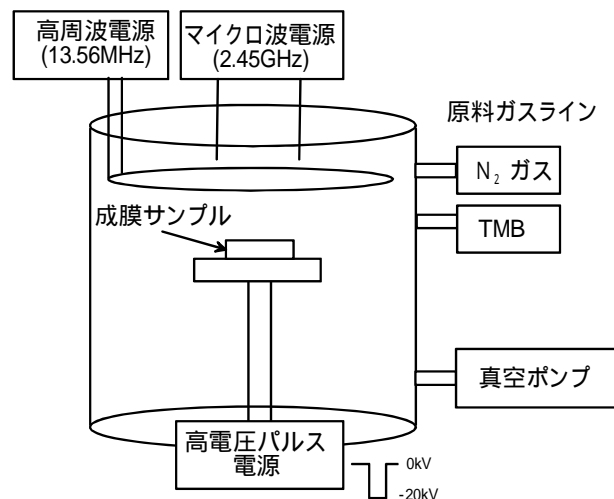 高周波電源
(13.56MHz)
マイクロ波電源
(2.45GHz)
原料ガスライン
N₂ ガス
TMB
成膜サンプル
真空ポンプ
高電圧パルス
電源
0kV
-20kV